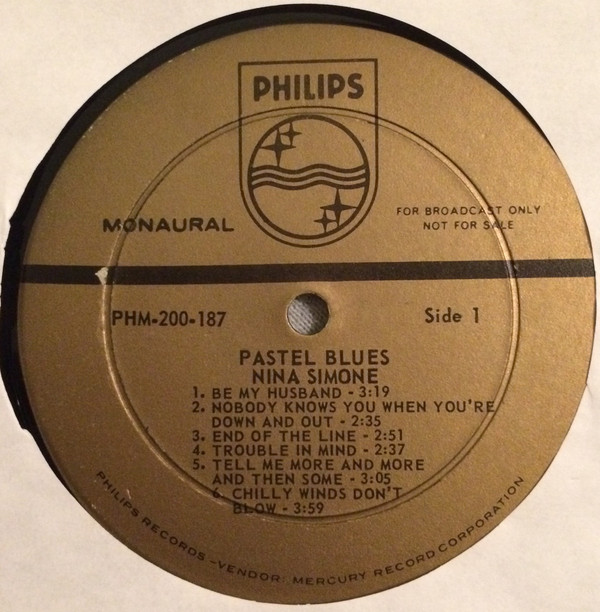 PHILIPS
MONAURAL
FOR BROADCAST ONLY
NOT FOR SALE
PHM-200-187
Side 1
PASTEL BLUES
NINA SIMONE
1. BE MY HUSBAND - 3:19
2. NOBODY KNOWS YOU WHEN YOU'RE
DOWN AND OUT - 2:35
3. END OF THE LINE - 2:51
4. TROUBLE IN MIND - 2:37
5. TELL ME MORE AND MORE
AND THEN SOME - 3:05
6. CHILLY WINDS DON'T
BLOW - 3:59
PHILIPS RECORDS -VENDOR: MERCURY RECORD CORPORATION